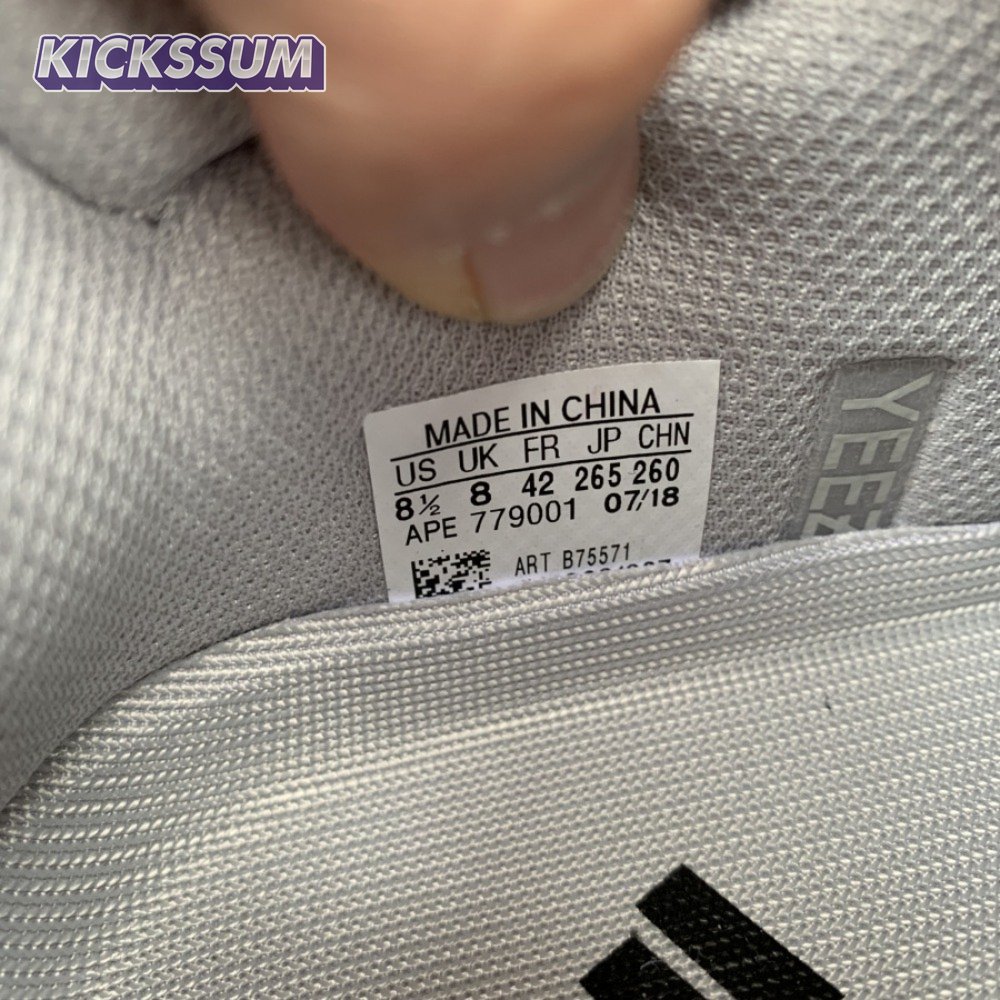 KICKSSUM
MADE IN CHINA
US UK FR JP CHN
8½ 8 42 265 260
APE 779001 07/18
ART B75571